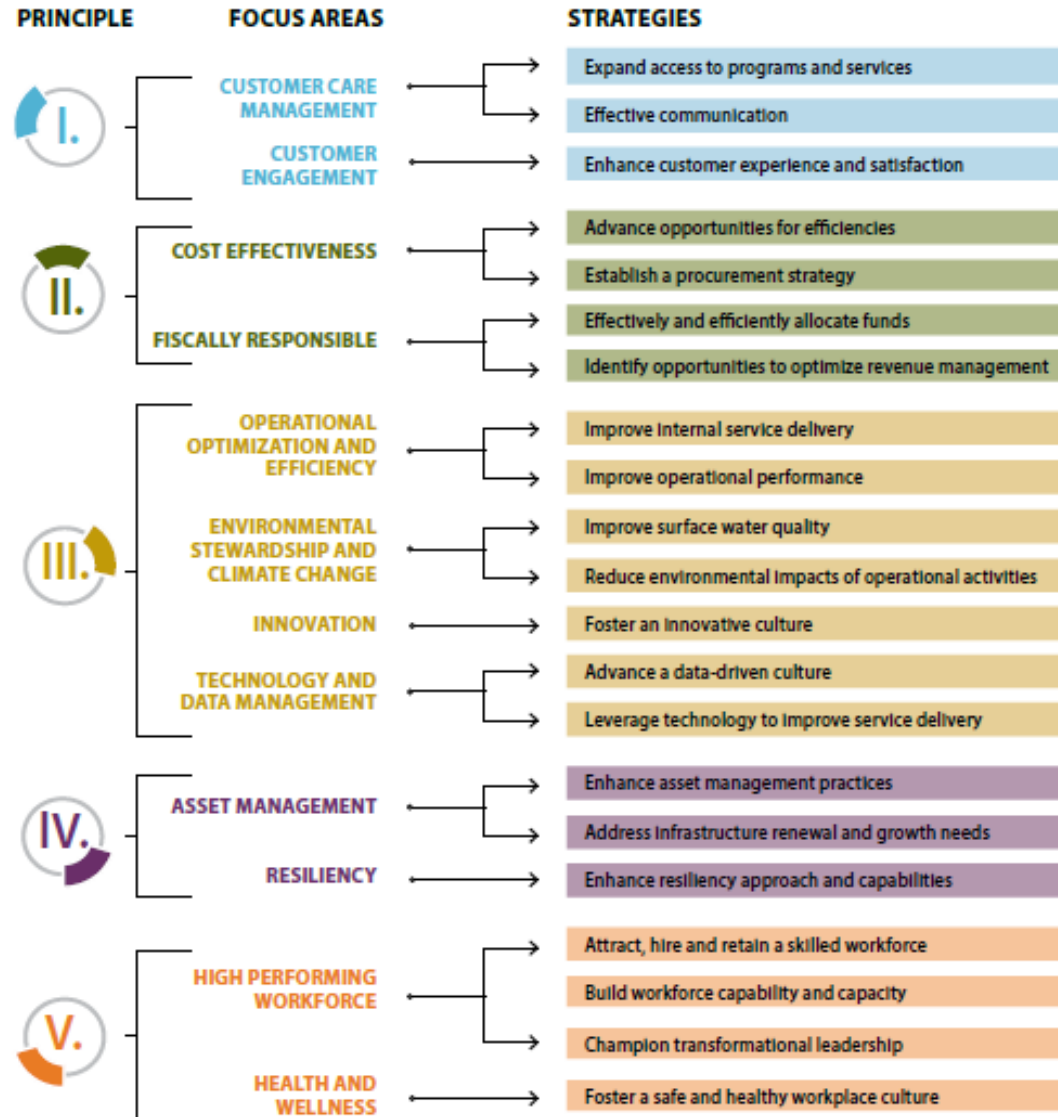 PRINCIPLE FOCUS AREAS STRATEGIES
I.
CUSTOMER CARE
MANAGEMENT
Expand access to programs and services
Effective communication
CUSTOMER
ENGAGEMENT
Enhance customer experience and satisfaction
II.
COST EFFECTIVENESS
Advance opportunities for efficiencies
Establish a procurement strategy
FISCALLY RESPONSIBLE
Effectively and efficiently allocate funds
Identify opportunities to optimize revenue management
III.
OPERATIONAL
OPTIMIZATION AND
EFFICIENCY
Improve internal service delivery
Improve operational performance
ENVIRONMENTAL
STEWARDSHIP AND
CLIMATE CHANGE
Improve surface water quality
Reduce environmental impacts of operational activities
INNOVATION
Foster an innovative culture
TECHNOLOGY AND
DATA MANAGEMENT
Advance a data-driven culture
Leverage technology to improve service delivery
IV.
ASSET MANAGEMENT
Enhance asset management practices
Address infrastructure renewal and growth needs
RESILIENCY
Enhance resiliency approach and capabilities
V.
HIGH PERFORMING
WORKFORCE
Attract, hire and retain a skilled workforce
Build workforce capability and capacity
Champion transformational leadership
HEALTH AND
WELLNESS
Foster a safe and healthy workplace culture